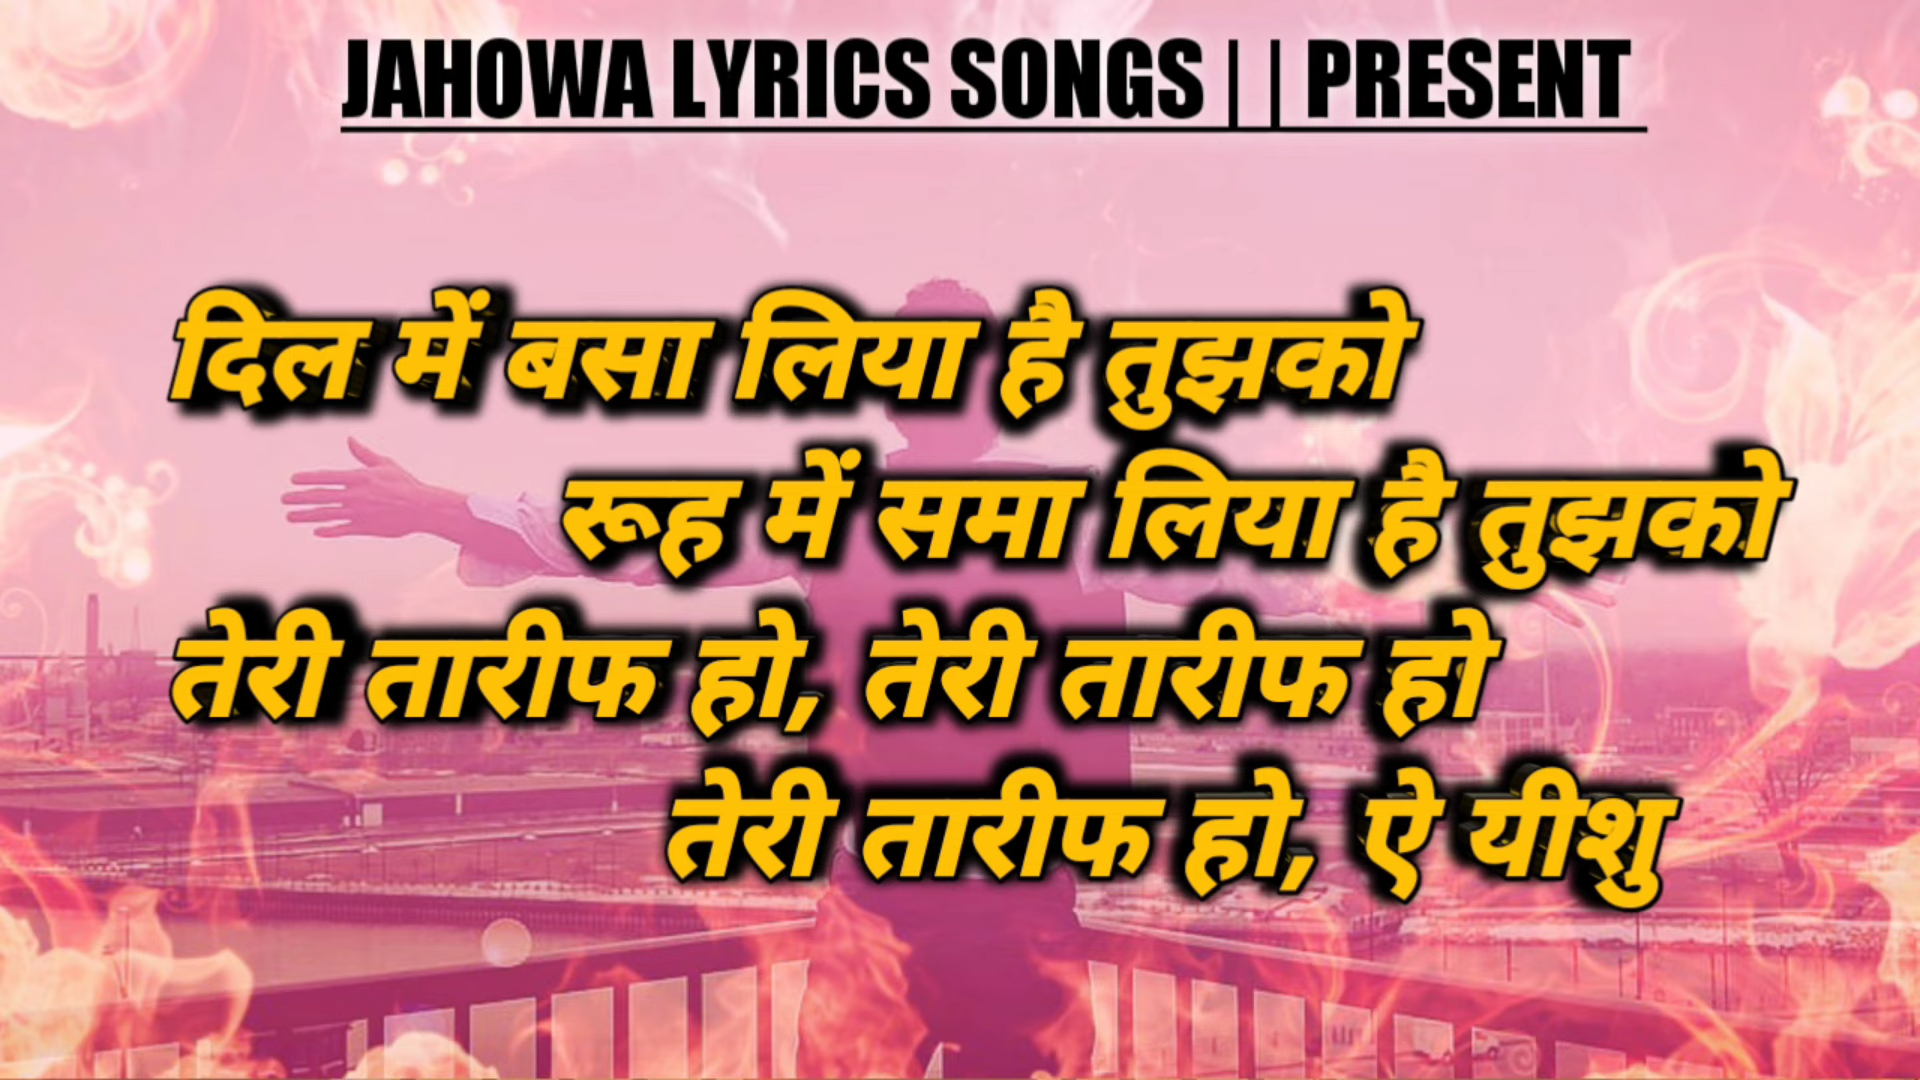 JAHOWA LYRICS SONGS || PRESENT
दिल में बसा लिया है तुझको
रूह में समा लिया है तुझको
तेरी तारीफ हो, तेरी तारीफ हो
तेरी तारीफ हो, ऐ यीशु